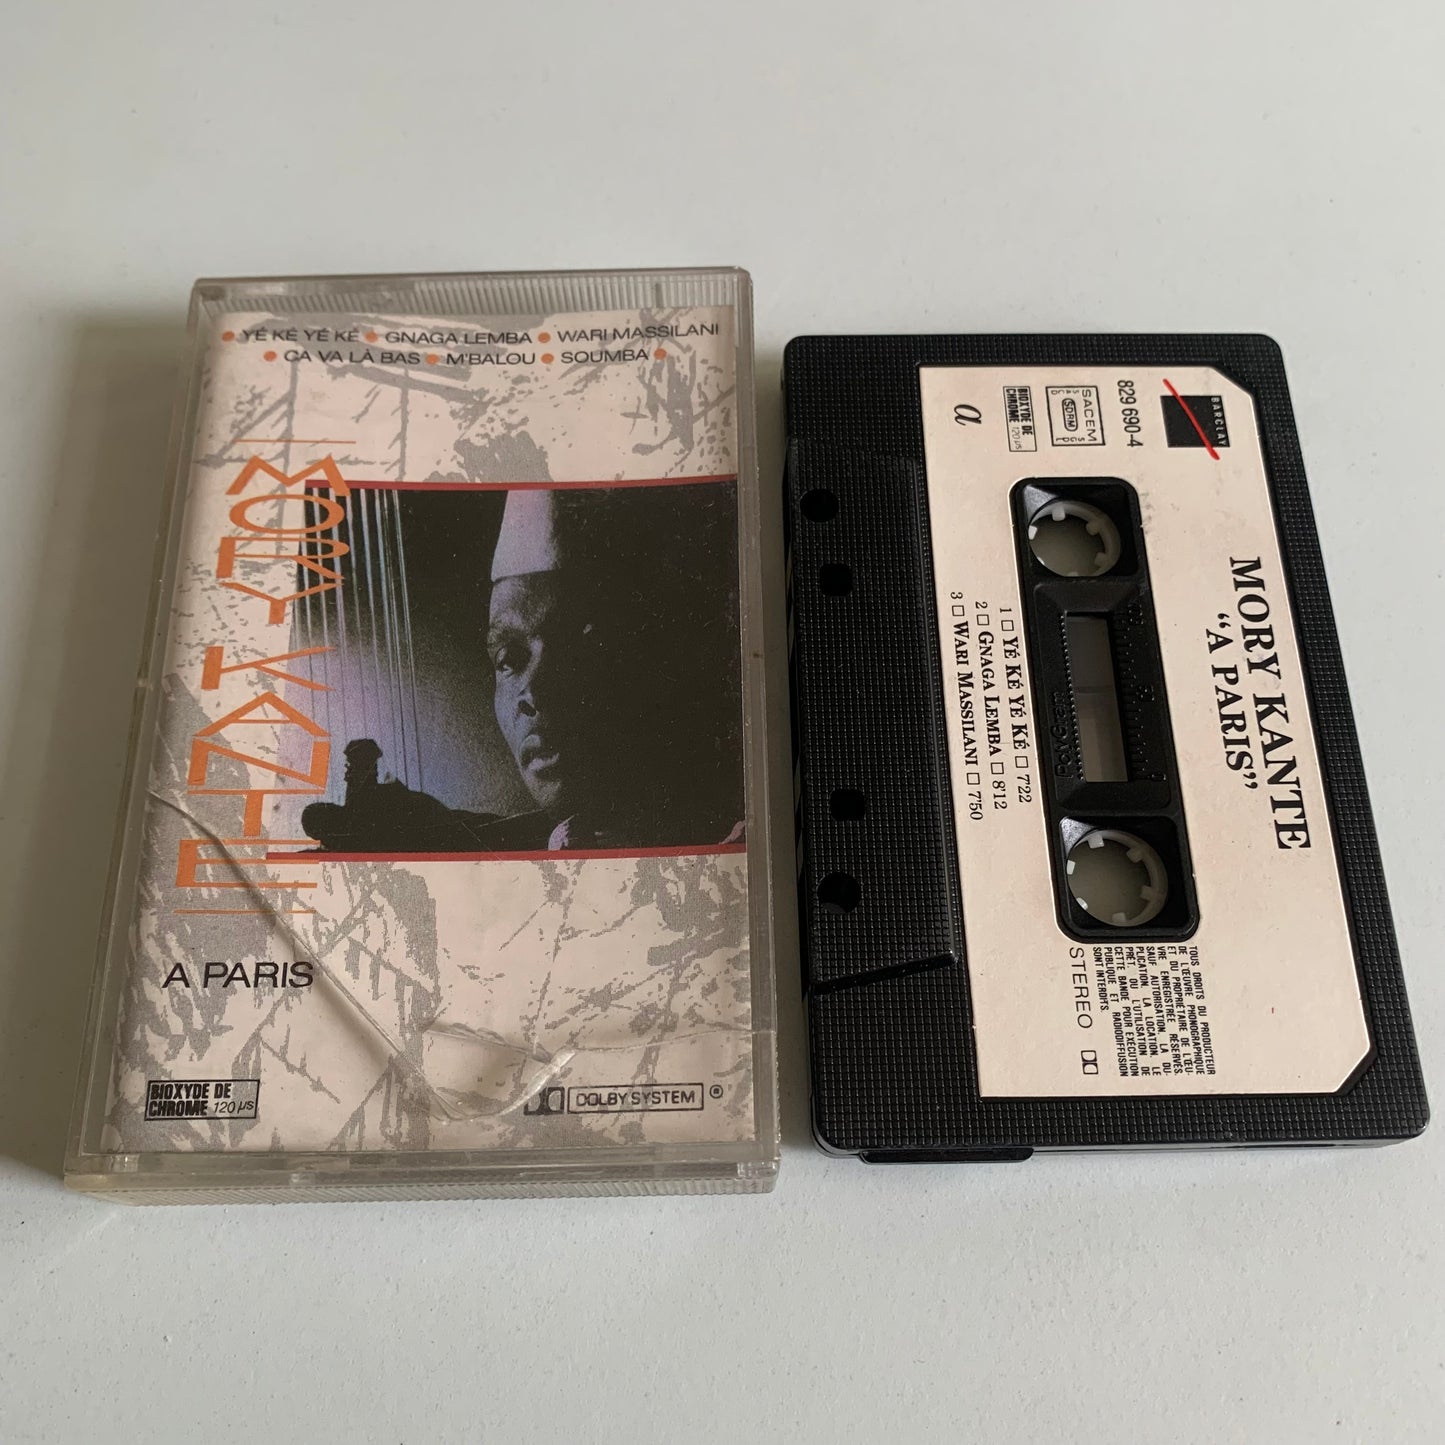 • YÉ KÉ YÉ KÉ • GNAGA LEMBA • WARI MASSILANI
• ÇA VA LÀ BAS • M'BALOU • SOUMBA •
MORY KANTE
A PARIS
BIOXYDE DE
CHROME 120 µs
DOLBY SYSTEM ®
BARCLAY
829 690-4
SACEM
SDRM
BIOXYDE DE
CHROME 120 µs
a
MORY KANTE
“A PARIS”
1 □ YÉ KÉ YÉ KÉ □ 7'22
2 □ GNAGA LEMBA □ 8'12
3 □ WARI MASSILANI □ 7'50
STEREO
TOUS DROITS DU PRODUCTEUR
DE L'ŒUVRE PHONOGRAPHIQUE
ET DU PROPRIÉTAIRE DE L'ŒU-
VRE ENREGISTRÉE RÉSERVÉS.
SAUF AUTORISATION, LA DU-
PLICATION, LA LOCATION, LE
PRÊT OU L'UTILISATION DE
CETTE BANDE POUR EXÉCUTION
PUBLIQUE ET RADIODIFFUSION
SONT INTERDITS.